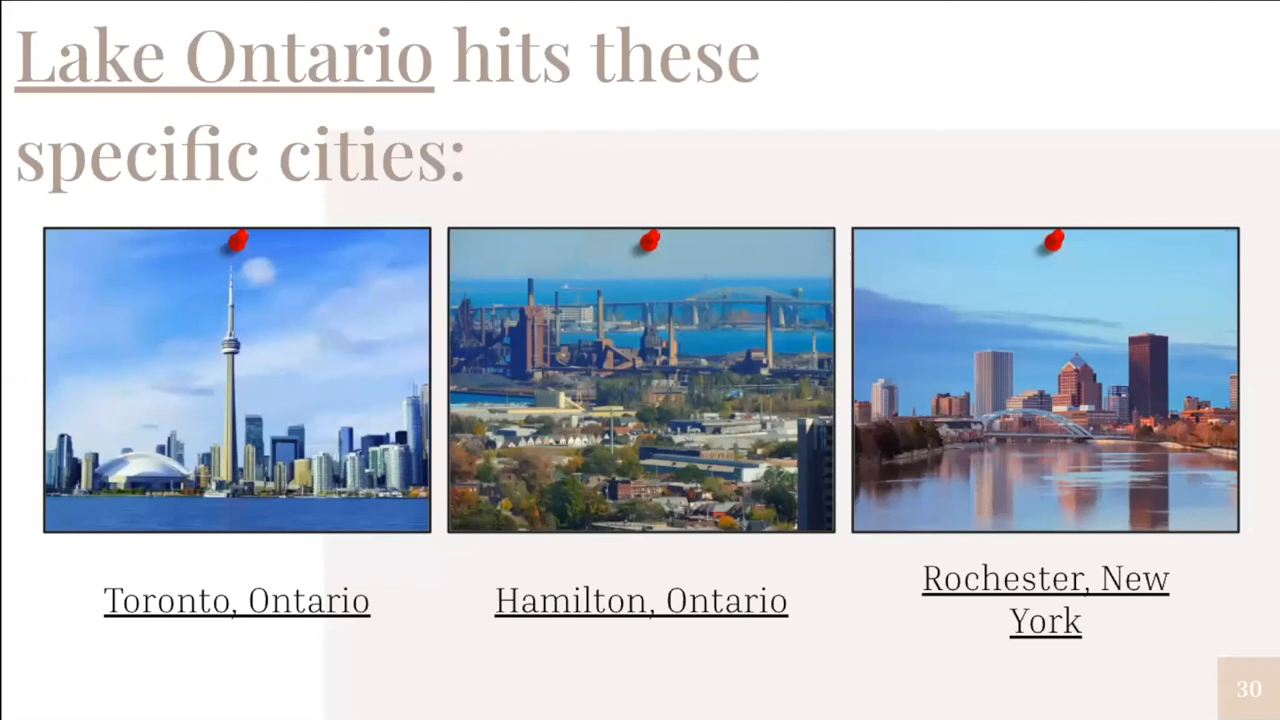 Lake Ontario hits these
specific cities:
Toronto, Ontario
Hamilton, Ontario
Rochester, New
York
30